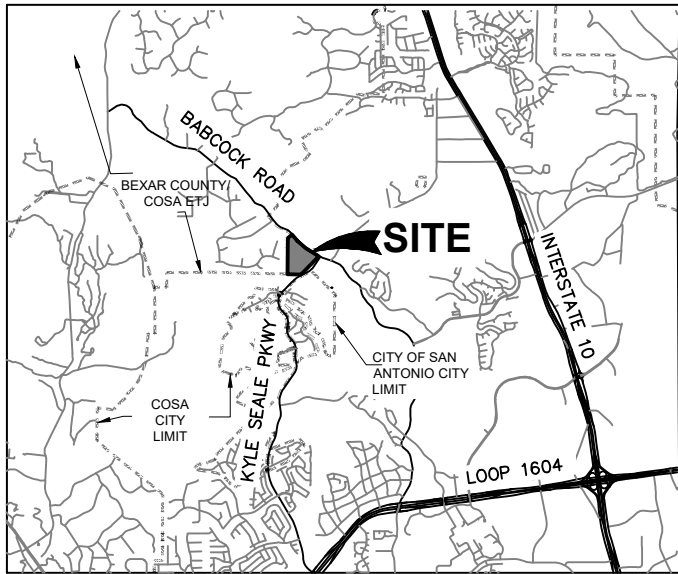 BABCOCK ROAD
BEXAR COUNTY/
COSA ETJ
SITE
INTERSTATE 10
KYLE SEALE PKWY
CITY OF SAN
ANTONIO CITY
LIMIT
COSA
CITY
LIMIT
LOOP 1604